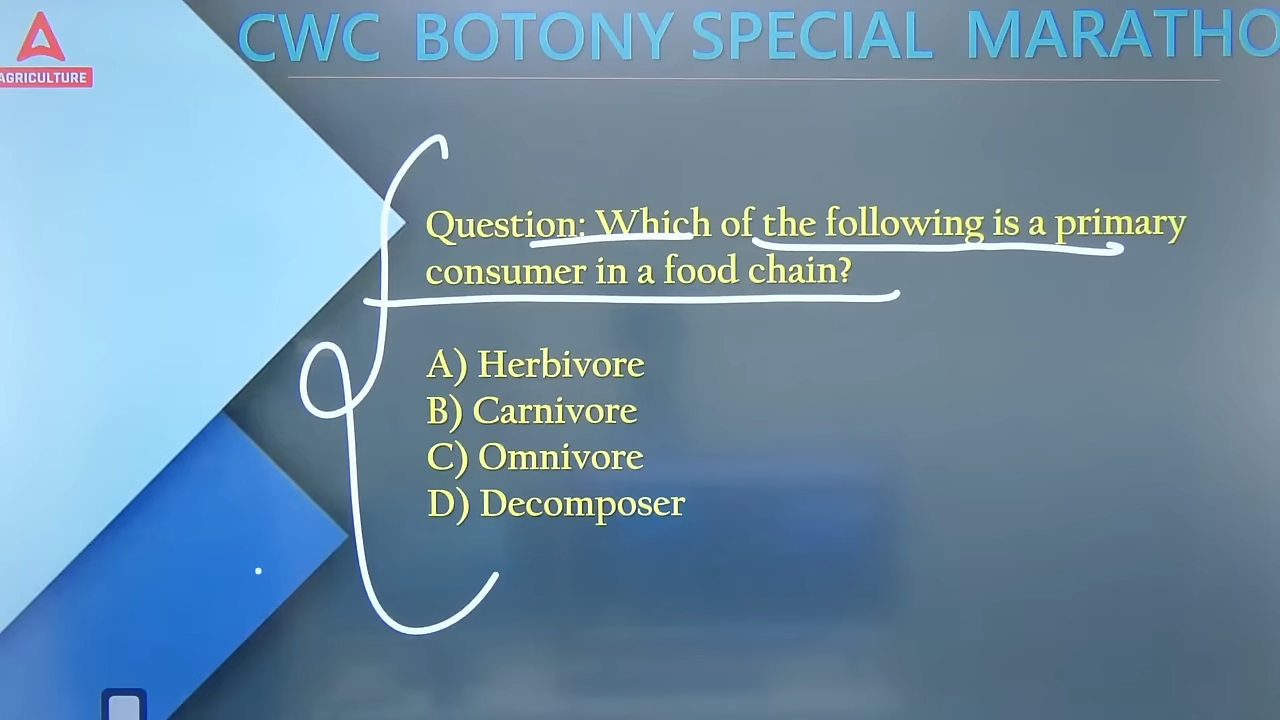 AGRICULTURE
CWC BOTONY SPECIAL MARATHO
Question: Which of the following is a primary
consumer in a food chain?
A) Herbivore
B) Carnivore
C) Omnivore
D) Decomposer